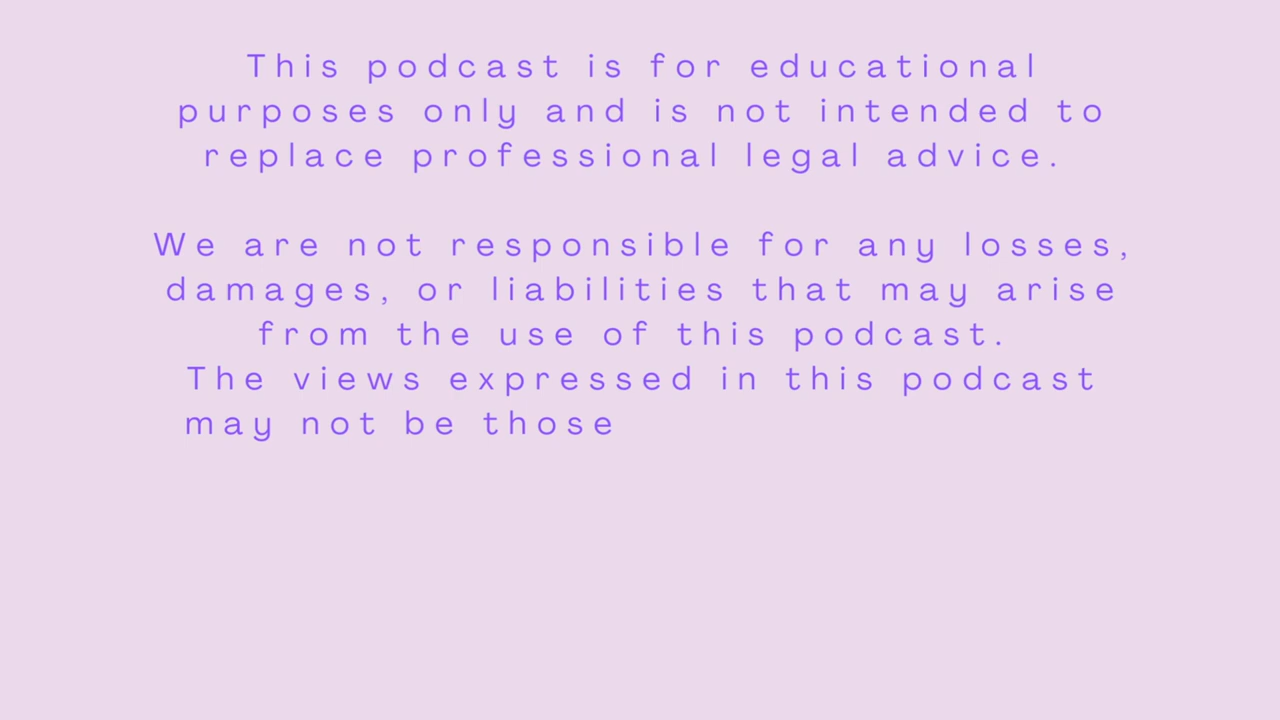 This podcast is for educational
purposes only and is not intended to
replace professional legal advice.
We are not responsible for any losses,
damages, or liabilities that may arise
from the use of this podcast.
The views expressed in this podcast
may not be those